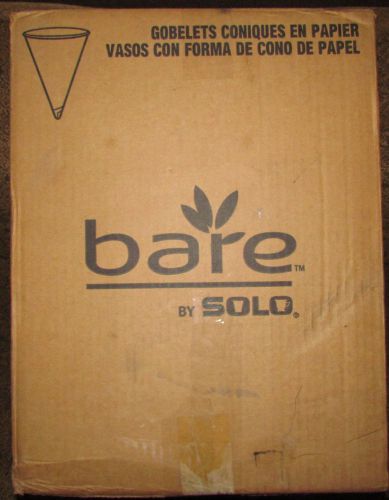 GOBELETS CONIQUES EN PAPIER
VASOS CON FORMA DE CONO DE PAPEL
bare™
BY SOLO®